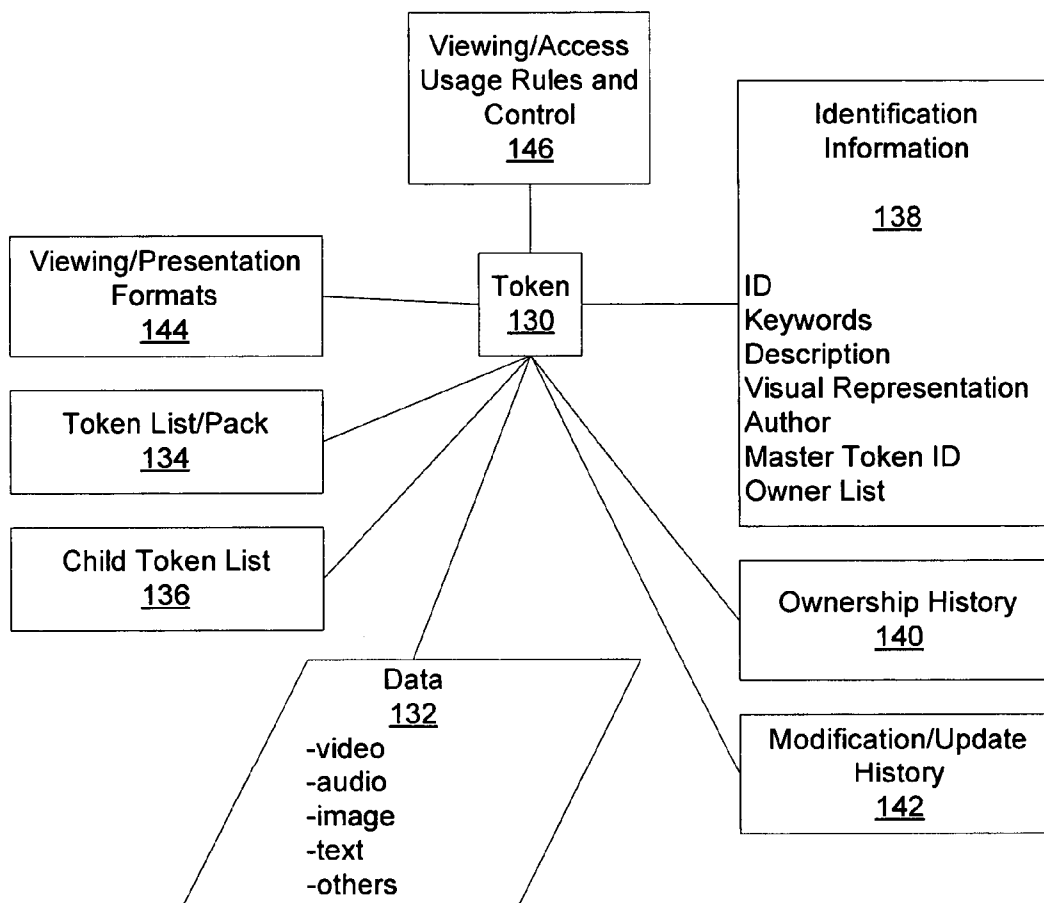 Viewing/Access
Usage Rules and
Control
146
Identification
Information
138
ID
Keywords
Description
Visual Representation
Author
Master Token ID
Owner List
Viewing/Presentation
Formats
144
Token
130
Token List/Pack
134
Child Token List
136
Ownership History
140
Data
132
-video
-audio
-image
-text
-others
Modification/Update
History
142